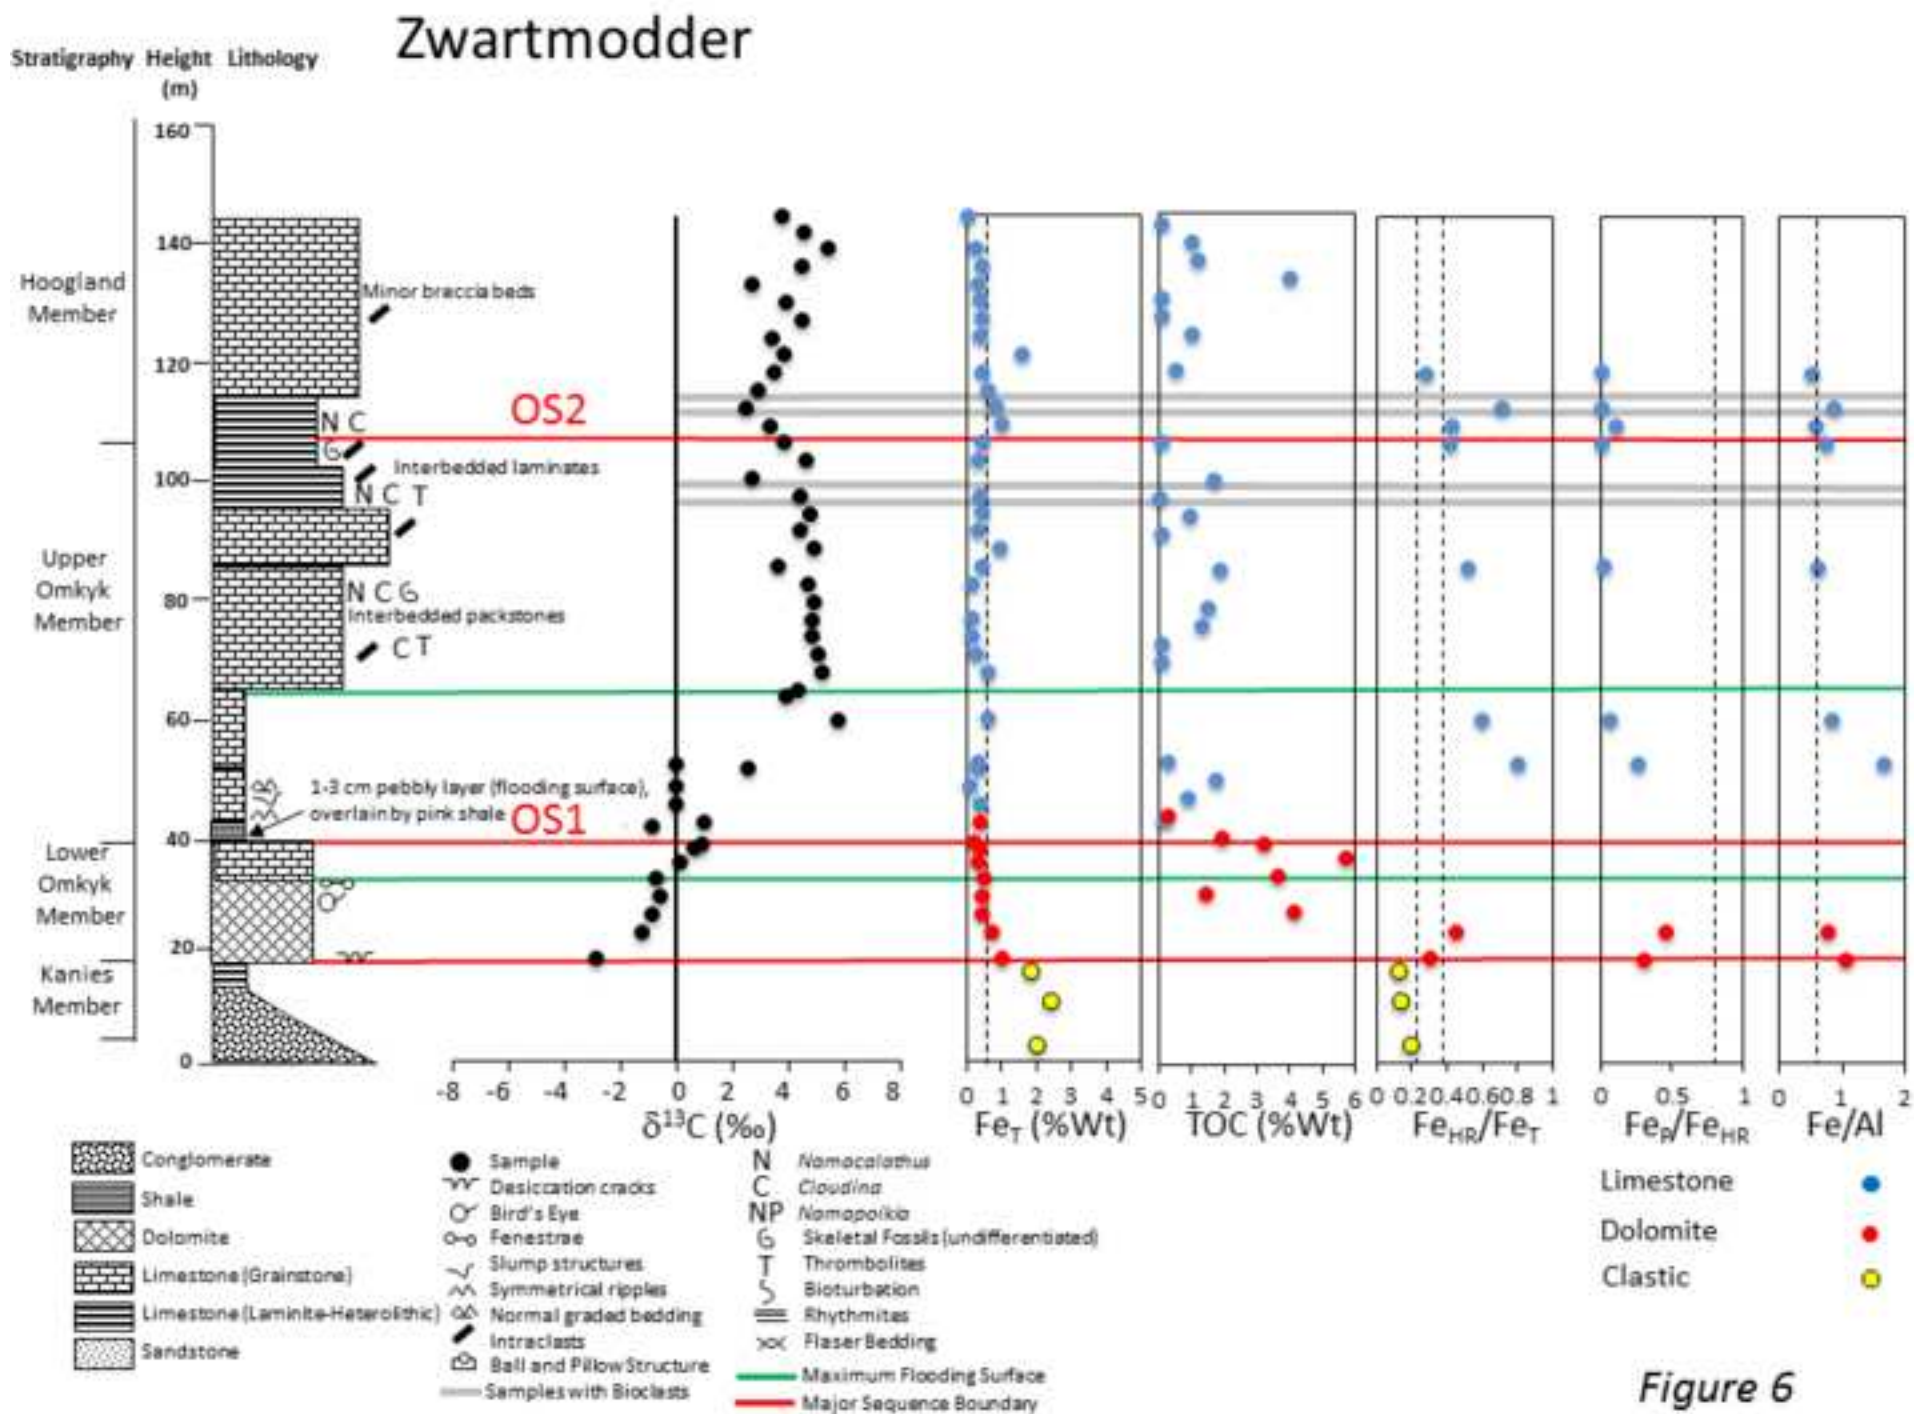 Zwartmodder
Stratigraphy Height Lithology
(m)
160
140
120
100
80
60
40
20
0
Hoogland
Member
Upper
Omkyk
Member
Lower
Omkyk
Member
Kanies
Member
Minor breccia beds
OS2
N C
G
Interbedded laminates
N C T
N C G
Interbedded packstones
C T
1-3 cm pebbly layer (flooding surface),
overlain by pink shale
OS1
-8 -6 -4 -2 0 2 4 6 8
δ¹³C (‰)
0 1 2 3 4 5
FeT (%Wt)
0 1 2 3 4 5 6
TOC (%Wt)
0 0.2 0.4 0.6 0.8 1
FeHR/FeT
0 0.5 1
FeP/FeHR
0 1 2
Fe/Al
Conglomerate
Shale
Dolomite
Limestone (Grainstone)
Limestone (Laminite-Heterolithic)
Sandstone
Sample
Desiccation cracks
Bird's Eye
Fenestrae
Slump structures
Symmetrical ripples
Normal graded bedding
Intraclasts
Ball and Pillow Structure
Samples with Bioclasts
N Namacalathus
C Cloudina
NP Namapoikia
G Skeletal Fossils (undifferentiated)
T Thrombolites
Bioturbation
Rhythmites
Flaser Bedding
Maximum Flooding Surface
Major Sequence Boundary
Limestone
Dolomite
Clastic
Figure 6